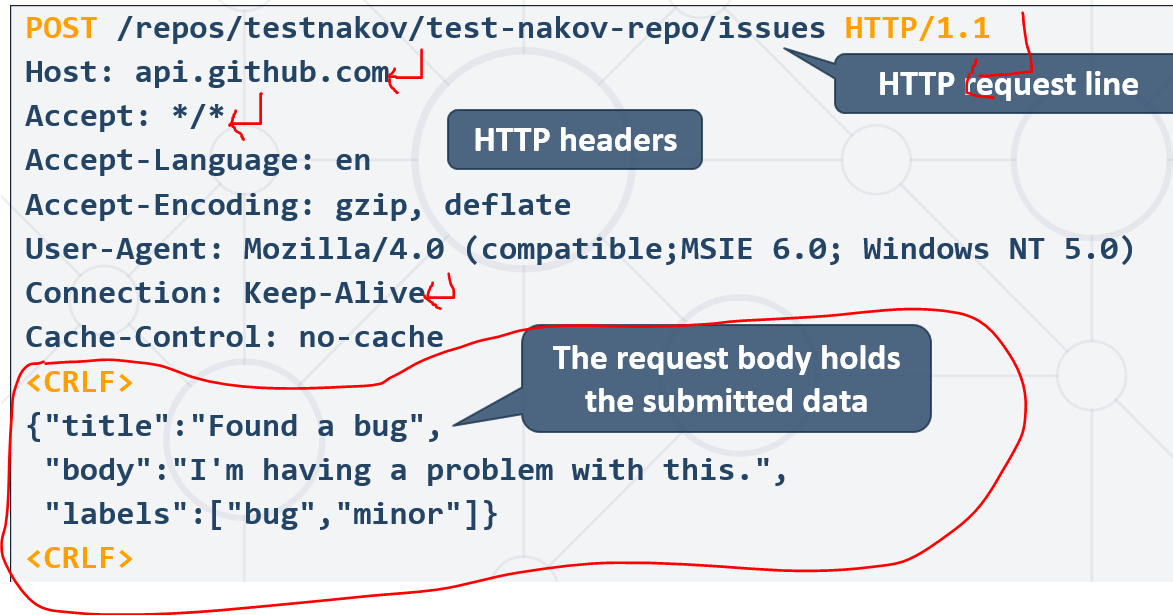 POST /repos/testnakov/test-nakov-repo/issues HTTP/1.1
HTTP request line
Host: api.github.com
Accept: */*
HTTP headers
Accept-Language: en
Accept-Encoding: gzip, deflate
User-Agent: Mozilla/4.0 (compatible;MSIE 6.0; Windows NT 5.0)
Connection: Keep-Alive
Cache-Control: no-cache
The request body holds
the submitted data
<CRLF>
{"title":"Found a bug",
"body":"I'm having a problem with this.",
"labels":["bug","minor"]}
<CRLF>